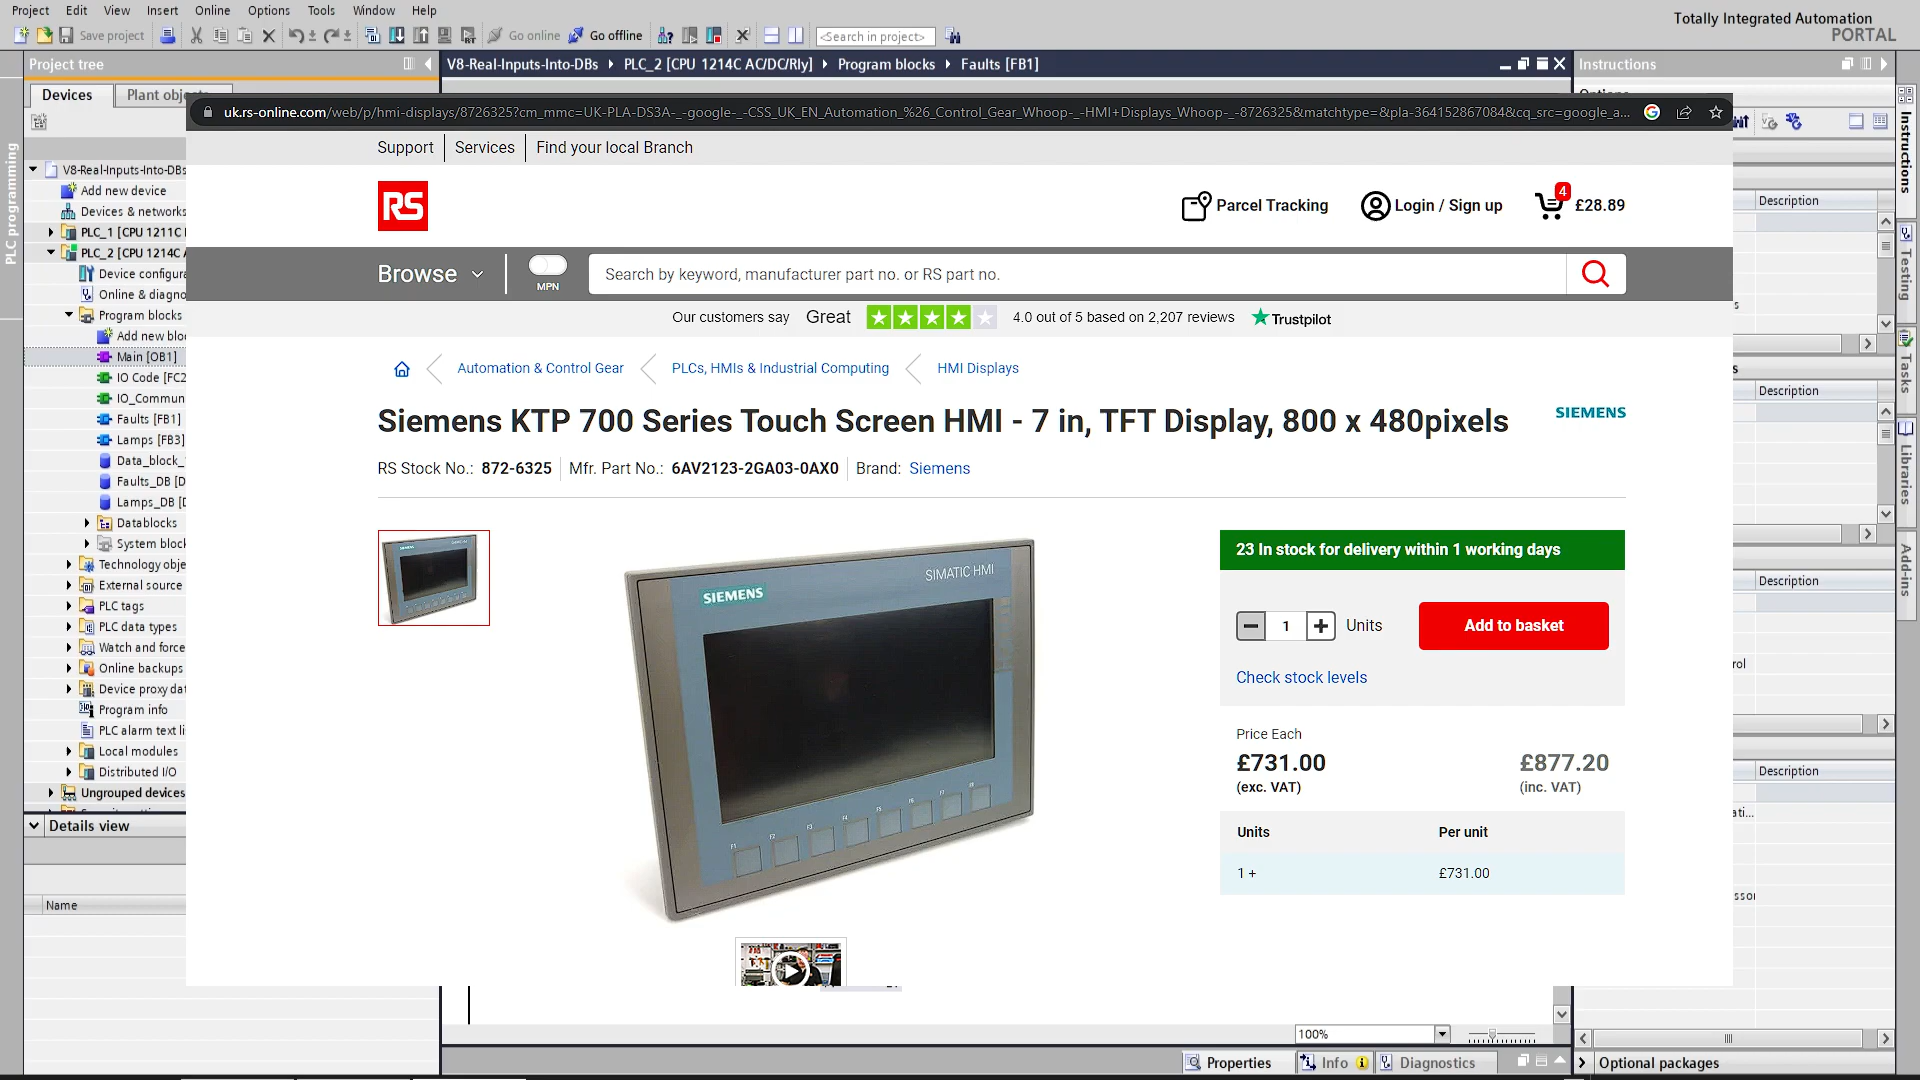 Project Edit View Insert Online Options Tools Window Help
Totally Integrated Automation
PORTAL
Save project Go online Go offline <Search in project>
Project tree
V8-Real-Inputs-Into-DBs PLC_2 [CPU 1214C AC/DC/Rly] Program blocks Faults [FB1]
Instructions
Devices Plant obje
PLC programming
V8-Real-Inputs-Into-DBs
Add new device
Devices & networks
PLC_1 [CPU 1211C
PLC_2 [CPU 1214C
Device configura
Online & diagno
Program blocks
Add new bloc
Main [OB1]
IO Code [FC2
IO_Commun
Faults [FB1]
Lamps [FB3]
Data_block_
Faults_DB [D
Lamps_DB [D
Datablocks
System block
Technology obje
External source
PLC tags
PLC data types
Watch and force
Online backups
Device proxy dat
Program info
PLC alarm text li
Local modules
Distributed I/O
Ungrouped devices
Details view
Name
uk.rs-online.com/web/p/hmi-displays/8726325?cm_mmc=UK-PLA-DS3A-_-google-_-CSS_UK_EN_Automation_%26_Control_Gear_Whoop-_-HMI+Displays_Whoop-_-8726325&matchtype=&pla-364152867084&cq_src=google_a...
Support Services Find your local Branch
RS
Parcel Tracking
Login / Sign up
4
£28.89
Browse
MPN
Search by keyword, manufacturer part no. or RS part no.
Our customers say Great 4.0 out of 5 based on 2,207 reviews Trustpilot
Automation & Control Gear PLCs, HMIs & Industrial Computing HMI Displays
Siemens KTP 700 Series Touch Screen HMI - 7 in, TFT Display, 800 x 480pixels
SIEMENS
RS Stock No.: 872-6325 Mfr. Part No.: 6AV2123-2GA03-0AX0 Brand: Siemens
SIEMENS
SIMATIC HMI
F1 F2 F3 F4 F5 F6 F7 F8
23 In stock for delivery within 1 working days
1 Units
Add to basket
Check stock levels
Price Each
£731.00 £877.20
(exc. VAT) (inc. VAT)
Units Per unit
1 + £731.00
Description
Description
Description
Description
Instructions
Testing
Tasks
Libraries
Add-ins
100%
Properties Info Diagnostics
Optional packages